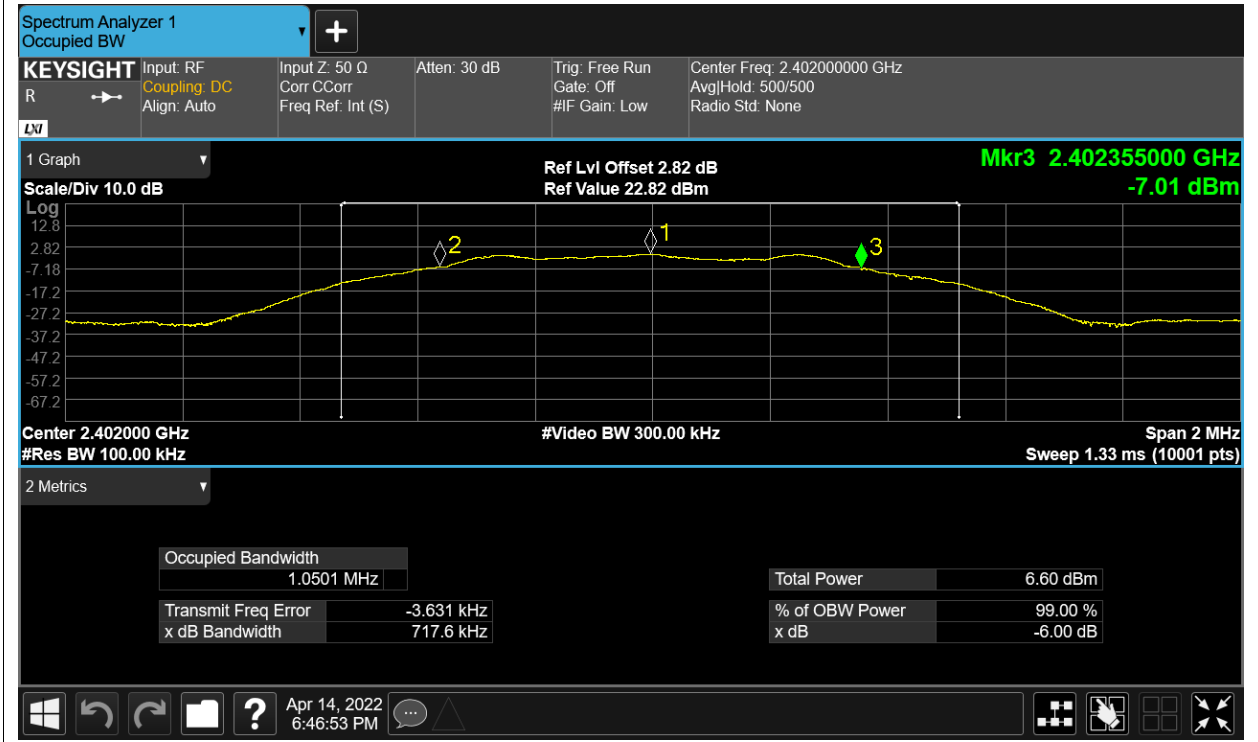 Spectrum Analyzer 1
Occupied BW
KEYSIGHT
R
LXI
Input: RF
Coupling: DC
Align: Auto
Input Z: 50 Ω
Corr CCorr
Freq Ref: Int (S)
Atten: 30 dB
Trig: Free Run
Gate: Off
#IF Gain: Low
Center Freq: 2.402000000 GHz
Avg|Hold: 500/500
Radio Std: None
1 Graph
Scale/Div 10.0 dB
Ref Lvl Offset 2.82 dB
Ref Value 22.82 dBm
Mkr3 2.402355000 GHz
-7.01 dBm
Log
12.8
2.82
-7.18
-17.2
-27.2
-37.2
-47.2
-57.2
-67.2
2
1
3
Center 2.402000 GHz
#Res BW 100.00 kHz
#Video BW 300.00 kHz
Span 2 MHz
Sweep 1.33 ms (10001 pts)
2 Metrics
Occupied Bandwidth
1.0501 MHz
Transmit Freq Error -3.631 kHz
x dB Bandwidth 717.6 kHz
Total Power 6.60 dBm
% of OBW Power 99.00 %
x dB -6.00 dB
?
Apr 14, 2022
6:46:53 PM